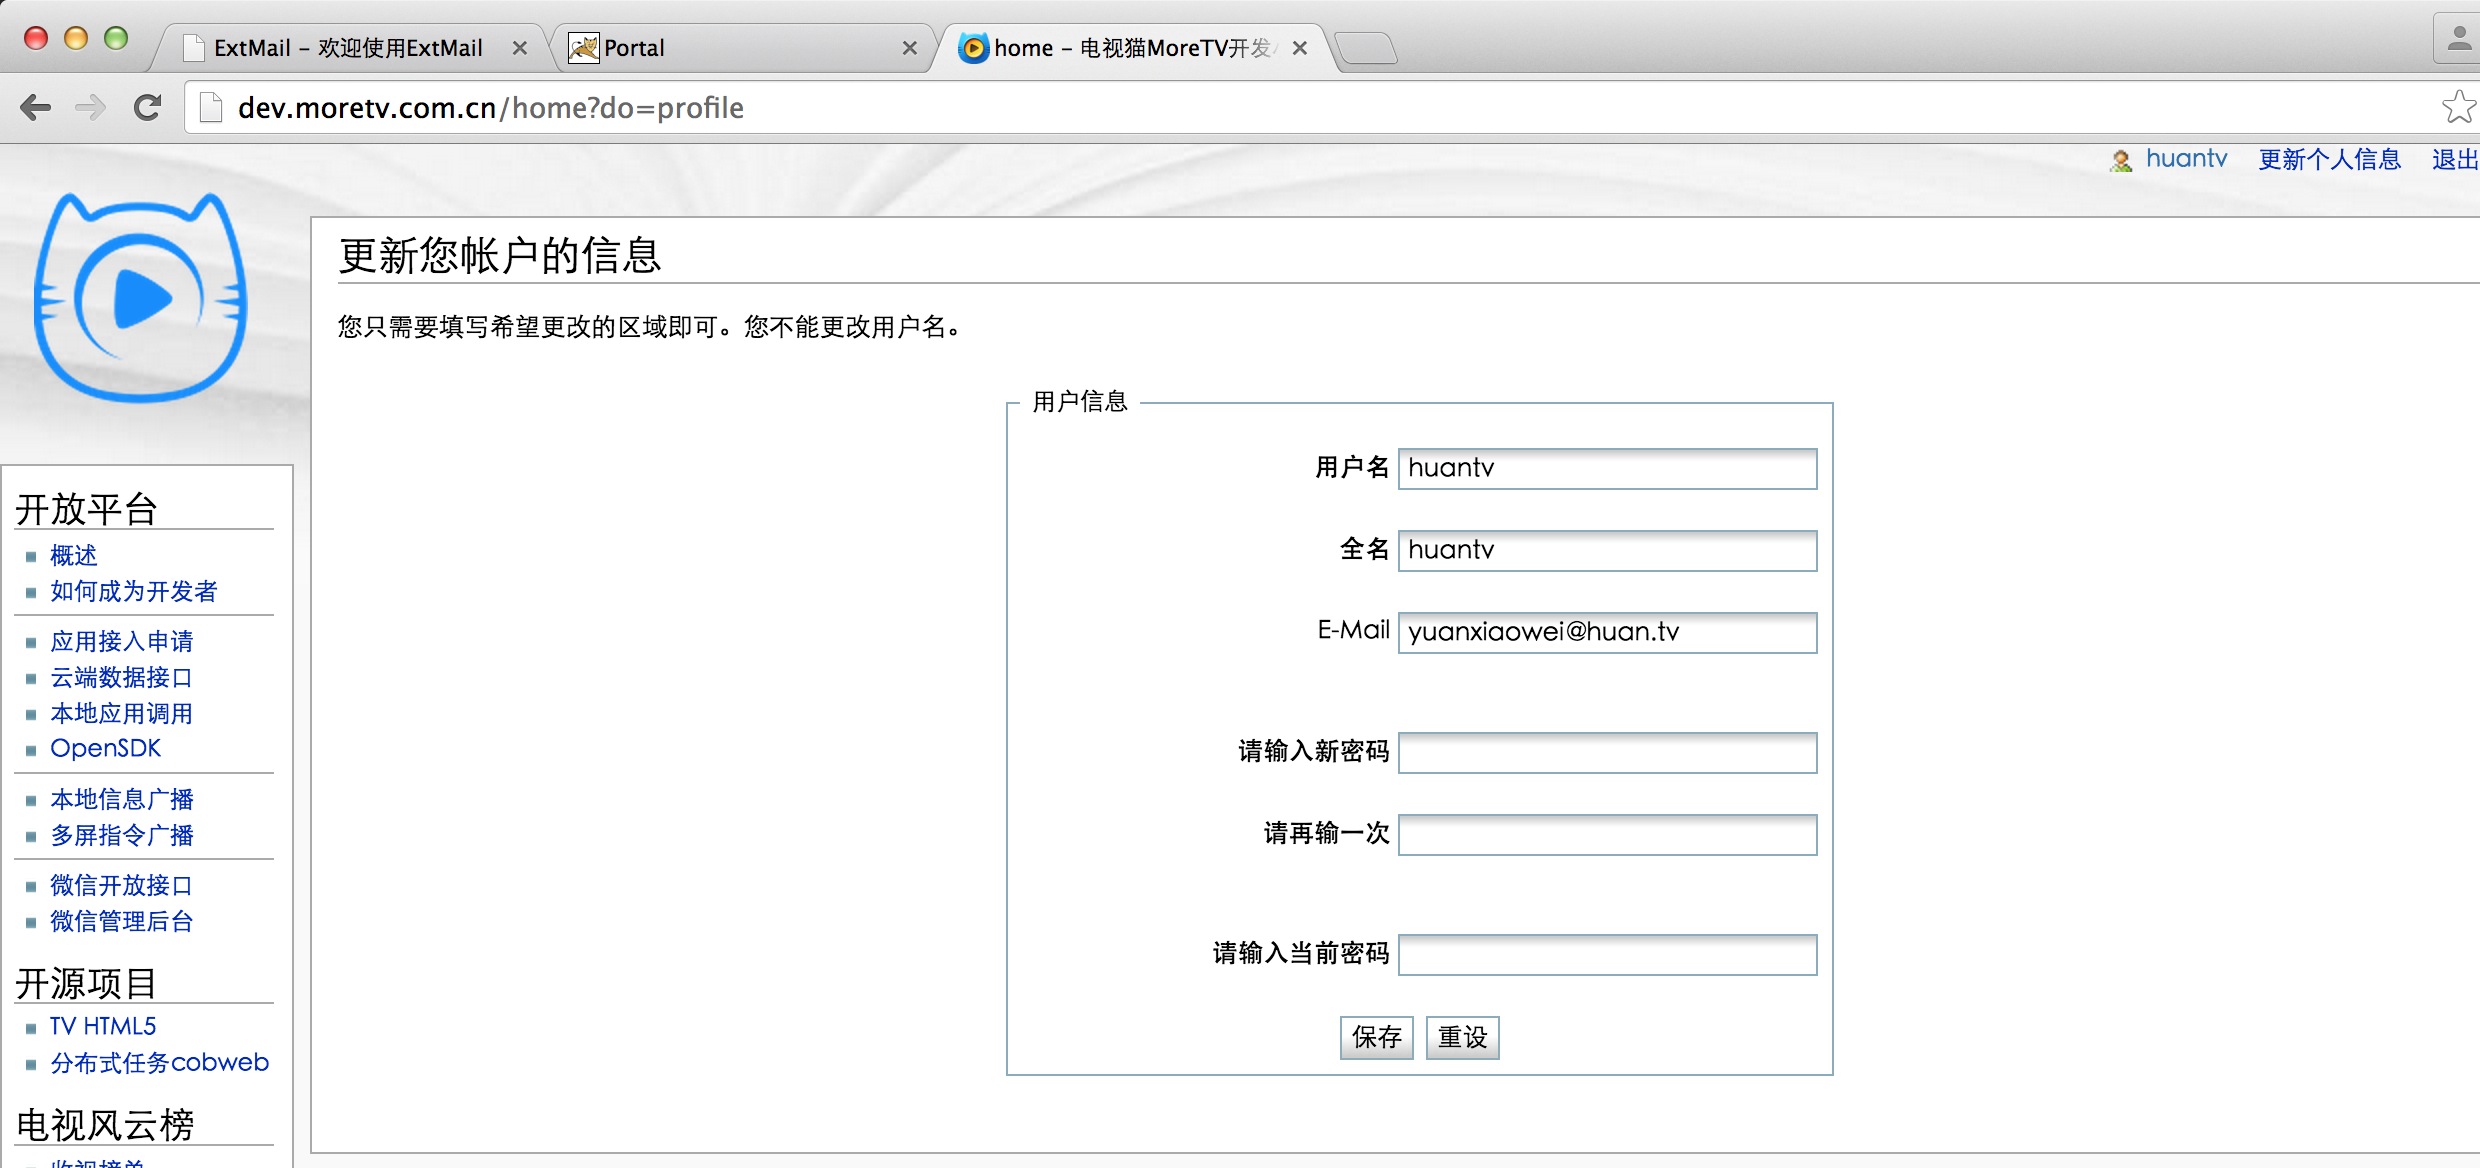 ExtMail – 欢迎使用ExtMail
Portal
home – 电视猫MoreTV开发
dev.moretv.com.cn/home?do=profile
huantv 更新个人信息 退出
更新您帐户的信息
您只需要填写希望更改的区域即可。您不能更改用户名。
用户信息
用户名 huantv
全名 huantv
E-Mail yuanxiaowei@huan.tv
请输入新密码
请再输一次
请输入当前密码
保存 重设
开放平台
概述
如何成为开发者
应用接入申请
云端数据接口
本地应用调用
OpenSDK
本地信息广播
多屏指令广播
微信开放接口
微信管理后台
开源项目
TV HTML5
分布式任务cobweb
电视风云榜
收视榜单